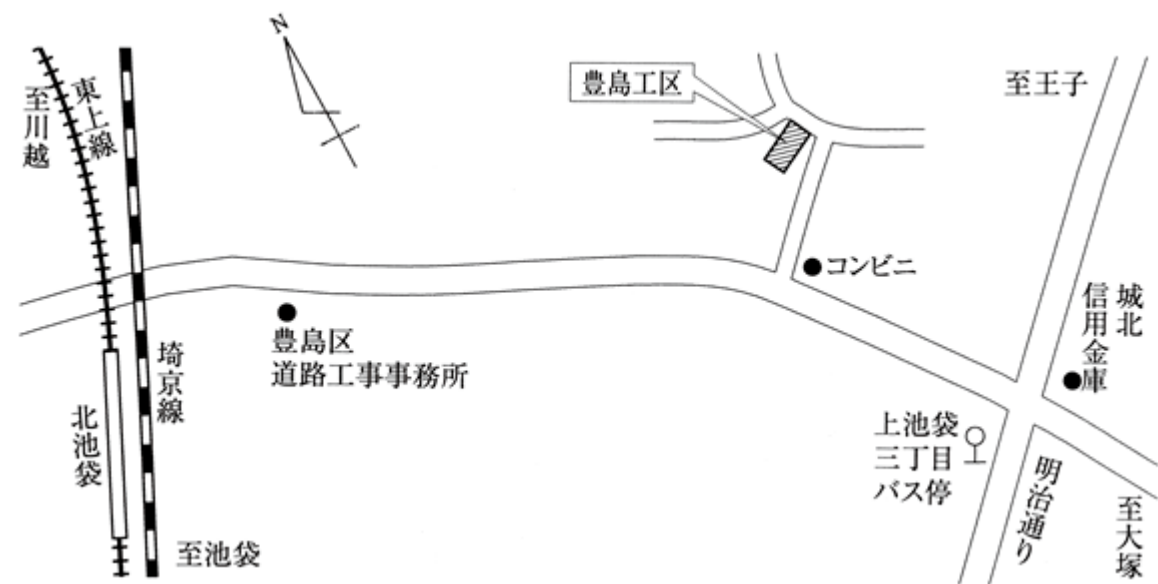 N
豊島工区
至王子
東上線
至川越
コンビニ
城北
信用金庫
豊島区
道路工事事務所
埼京線
北池袋
上池袋
三丁目
バス停
明治通り
至大塚
至池袋